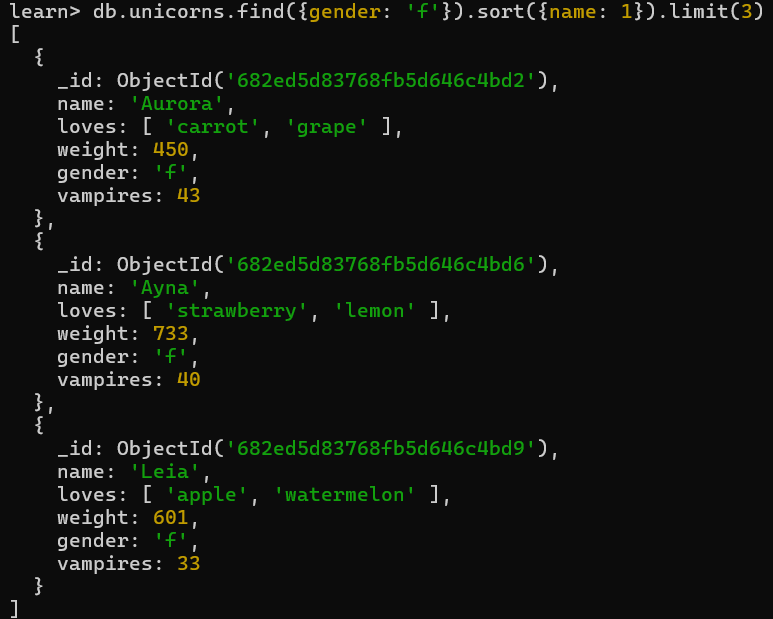 learn> db.unicorns.find({gender: 'f'}).sort({name: 1}).limit(3)
[
  {
    _id: ObjectId('682ed5d83768fb5d646c4bd2'),
    name: 'Aurora',
    loves: [ 'carrot', 'grape' ],
    weight: 450,
    gender: 'f',
    vampires: 43
  },
  {
    _id: ObjectId('682ed5d83768fb5d646c4bd6'),
    name: 'Ayna',
    loves: [ 'strawberry', 'lemon' ],
    weight: 733,
    gender: 'f',
    vampires: 40
  },
  {
    _id: ObjectId('682ed5d83768fb5d646c4bd9'),
    name: 'Leia',
    loves: [ 'apple', 'watermelon' ],
    weight: 601,
    gender: 'f',
    vampires: 33
  }
]